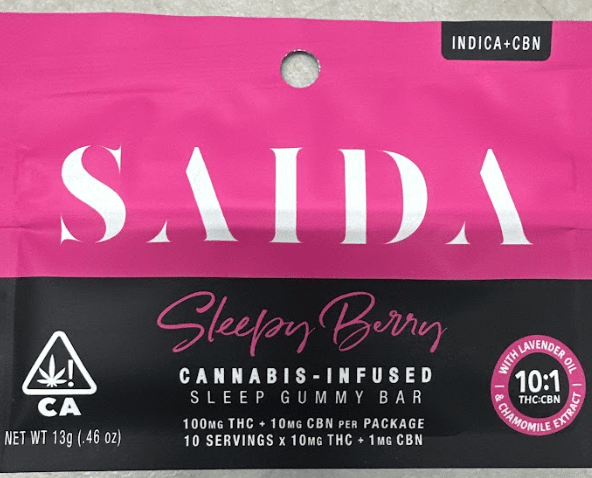 INDICA+CBN
SAIDA
Sleepy Berry
CANNABIS-INFUSED
SLEEP GUMMY BAR
100MG THC + 10MG CBN PER PACKAGE
10 SERVINGS X 10MG THC + 1MG CBN
!
CA
NET WT 13g (.46 oz)
WITH LAVENDER OIL
10:1
THC:CBN
& CHAMOMILE EXTRACT